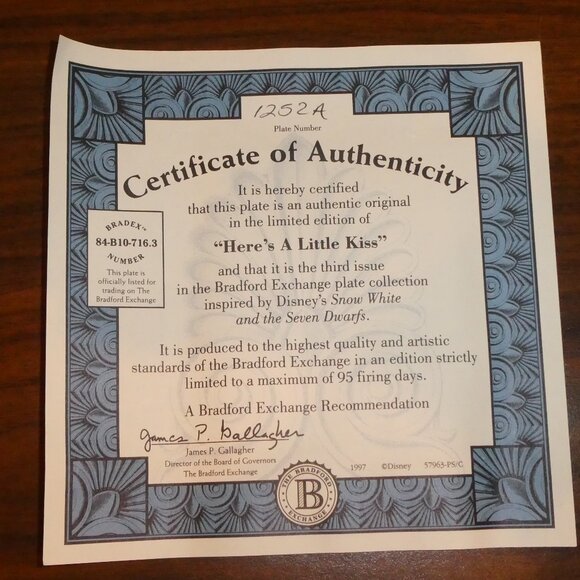 1252A
Plate Number
Certificate of Authenticity
It is hereby certified
that this plate is an authentic original
in the limited edition of
"Here's A Little Kiss"
and that it is the third issue
in the Bradford Exchange plate collection
inspired by Disney's Snow White
and the Seven Dwarfs.
BRADEX™
84-B10-716.3
NUMBER
This plate is
officially listed for
trading on The
Bradford Exchange
It is produced to the highest quality and artistic
standards of the Bradford Exchange in an edition strictly
limited to a maximum of 95 firing days.
A Bradford Exchange Recommendation
James P. Gallagher
James P. Gallagher
Director of the Board of Governors
The Bradford Exchange
THE BRADFORD
B
EXCHANGE
1997 ©Disney 57963-PS/C